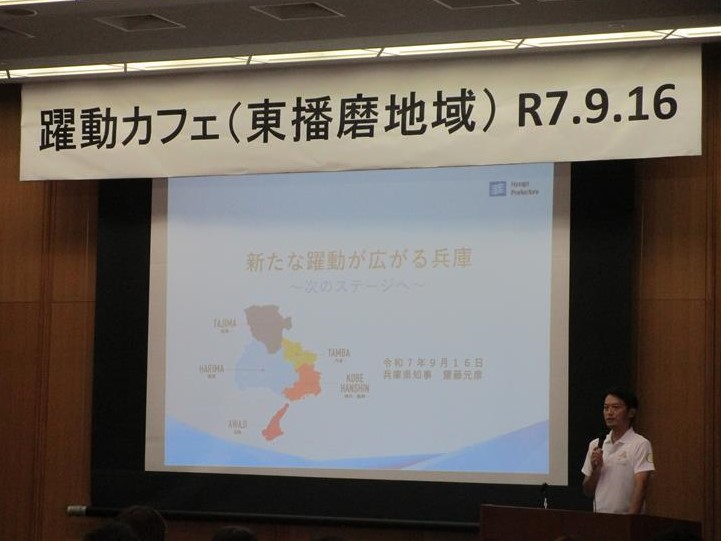 躍動カフェ(東播磨地域) R7.9.16
Hyogo
Prefecture
新たな躍動が広がる兵庫
~次のステージへ~
TAJIMA
TAMBA
HARIMA
KOBE
HANSHIN
AWAJI
令和7年9月16日
兵庫県知事 齋藤元彦